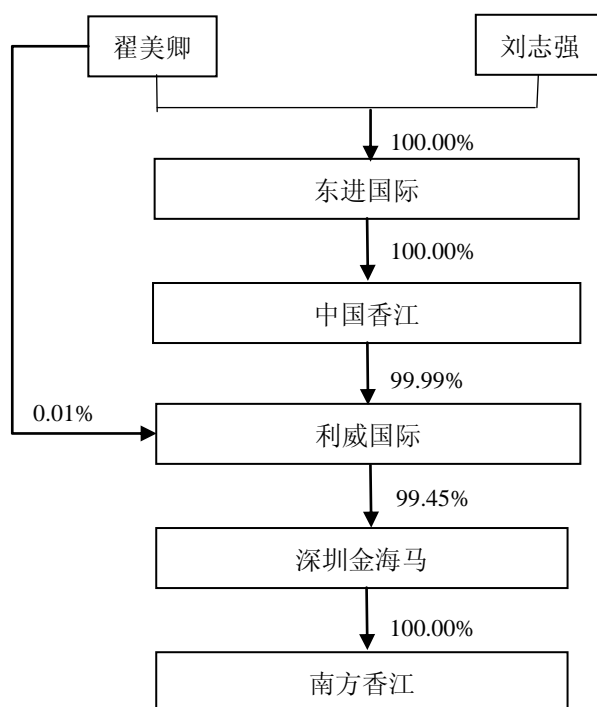 翟美卿
刘志强
100.00%
东进国际
100.00%
中国香江
99.99%
0.01%
利威国际
99.45%
深圳金海马
100.00%
南方香江